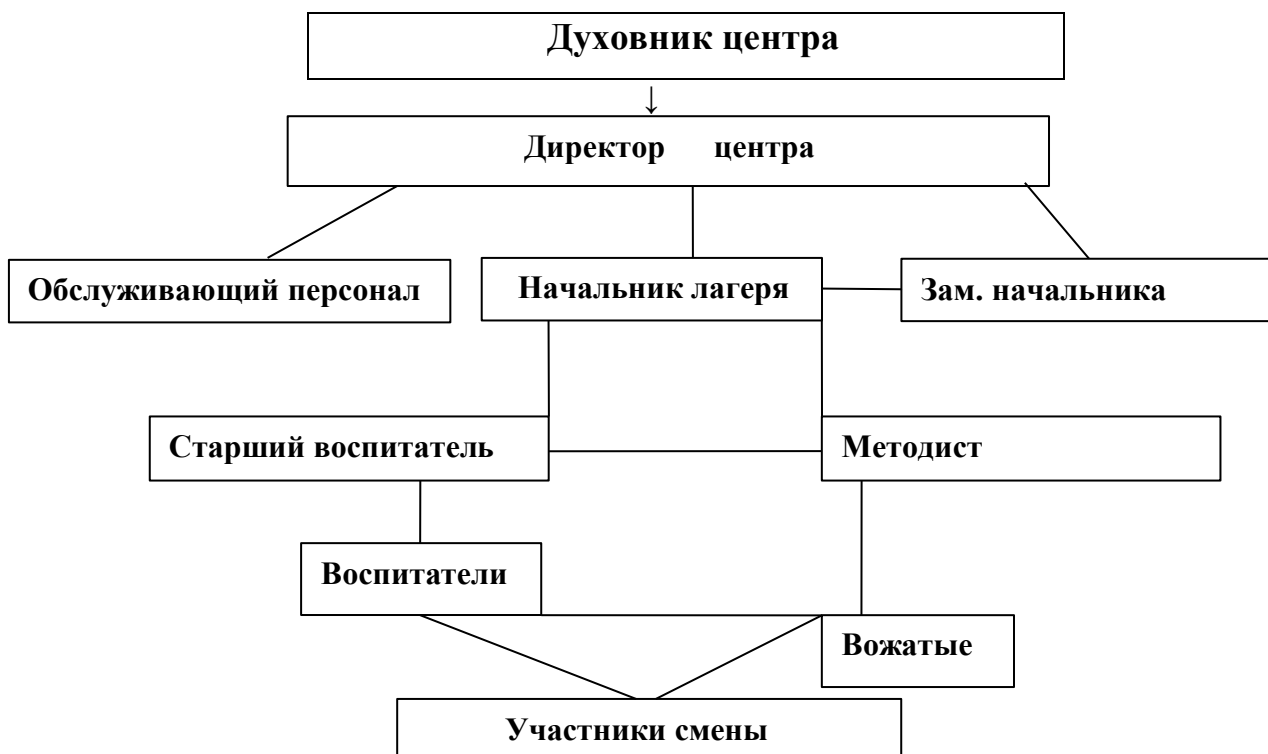 Духовник центра
↓
Директор центра
Обслуживающий персонал
Начальник лагеря
Зам. начальника
Старший воспитатель
Методист
Воспитатели
Вожатые
Участники смены